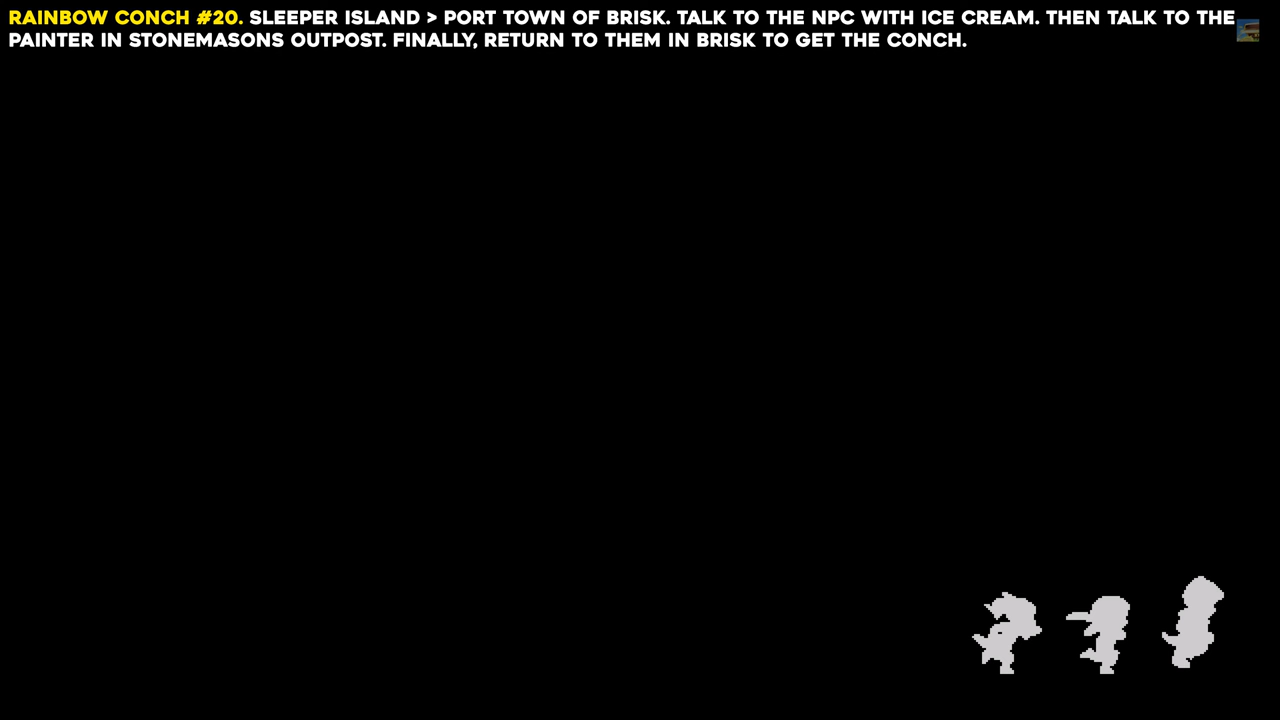 RAINBOW CONCH #20. SLEEPER ISLAND > PORT TOWN OF BRISK. TALK TO THE NPC WITH ICE CREAM. THEN TALK TO THE
PAINTER IN STONEMASONS OUTPOST. FINALLY, RETURN TO THEM IN BRISK TO GET THE CONCH.